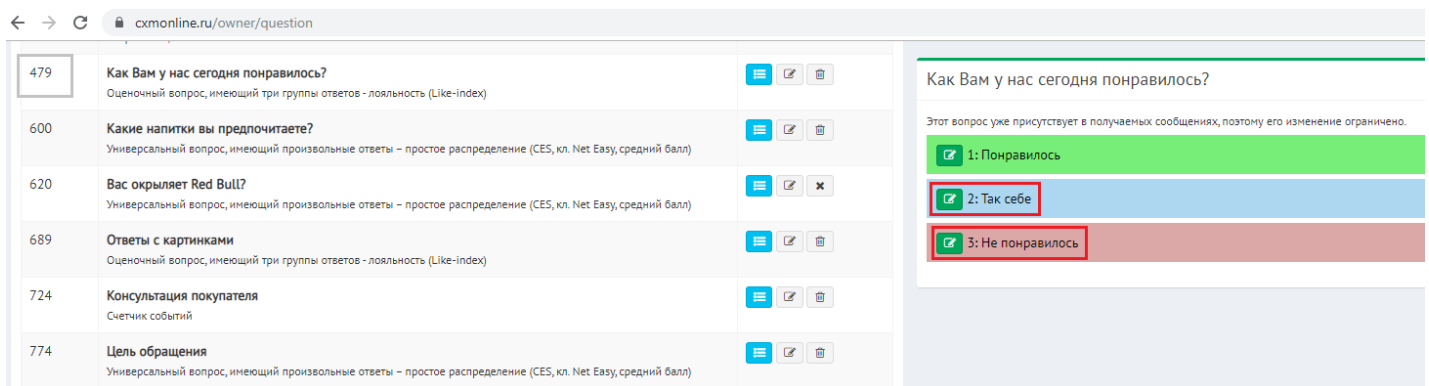 cxmonline.ru/owner/question
479
Как Вам у нас сегодня понравилось?
Оценочный вопрос, имеющий три группы ответов - лояльность (Like-index)
600
Какие напитки вы предпочитаете?
Универсальный вопрос, имеющий произвольные ответы – простое распределение (CES, кл. Net Easy, средний балл)
620
Вас окрыляет Red Bull?
Универсальный вопрос, имеющий произвольные ответы – простое распределение (CES, кл. Net Easy, средний балл)
689
Ответы с картинками
Оценочный вопрос, имеющий три группы ответов - лояльность (Like-index)
724
Консультация покупателя
Счетчик событий
774
Цель обращения
Универсальный вопрос, имеющий произвольные ответы – простое распределение (CES, кл. Net Easy, средний балл)
Как Вам у нас сегодня понравилось?
Этот вопрос уже присутствует в получаемых сообщениях, поэтому его изменение ограничено.
1: Понравилось
2: Так себе
3: Не понравилось